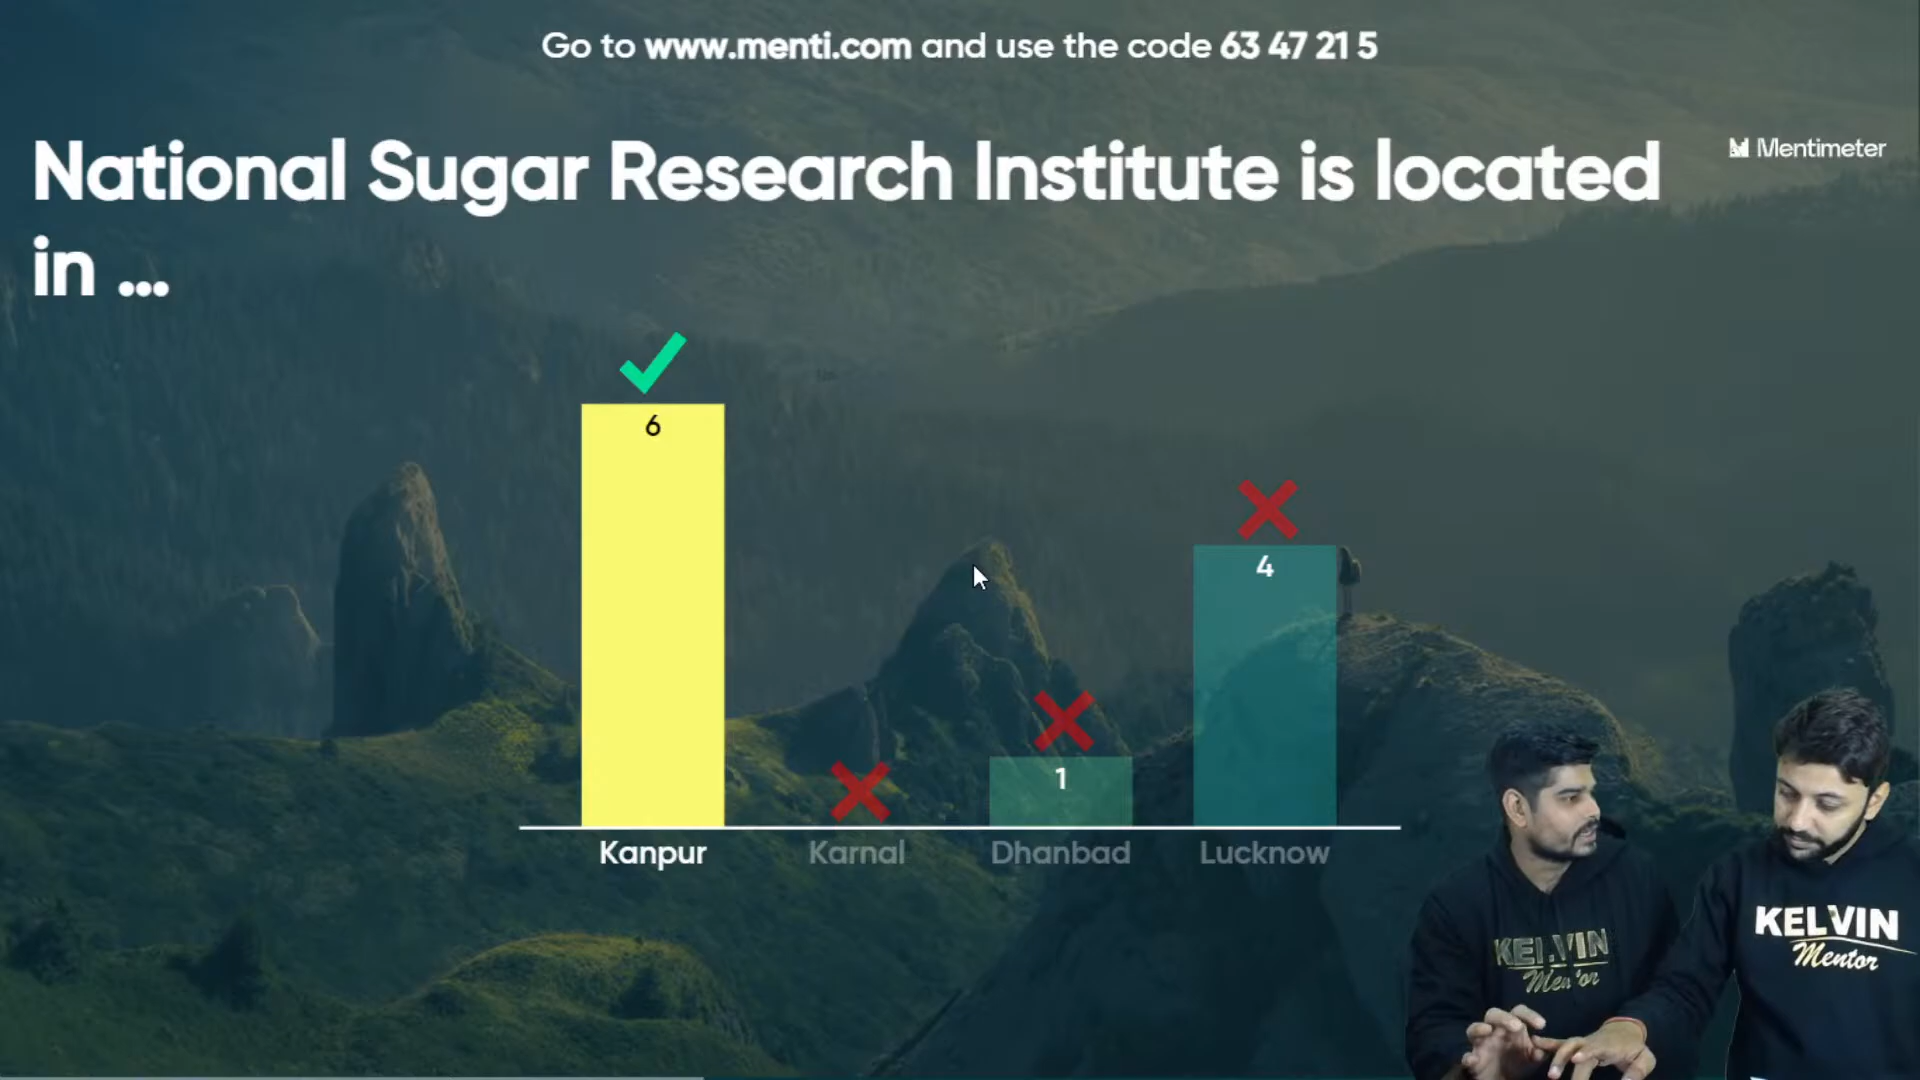 Go to www.menti.com and use the code 63 47 21 5
Mentimeter
National Sugar Research Institute is located
in ...
6
4
1
Kanpur
Karnal
Dhanbad
Lucknow
KELVIN
Mentor
KELVIN
Mentor